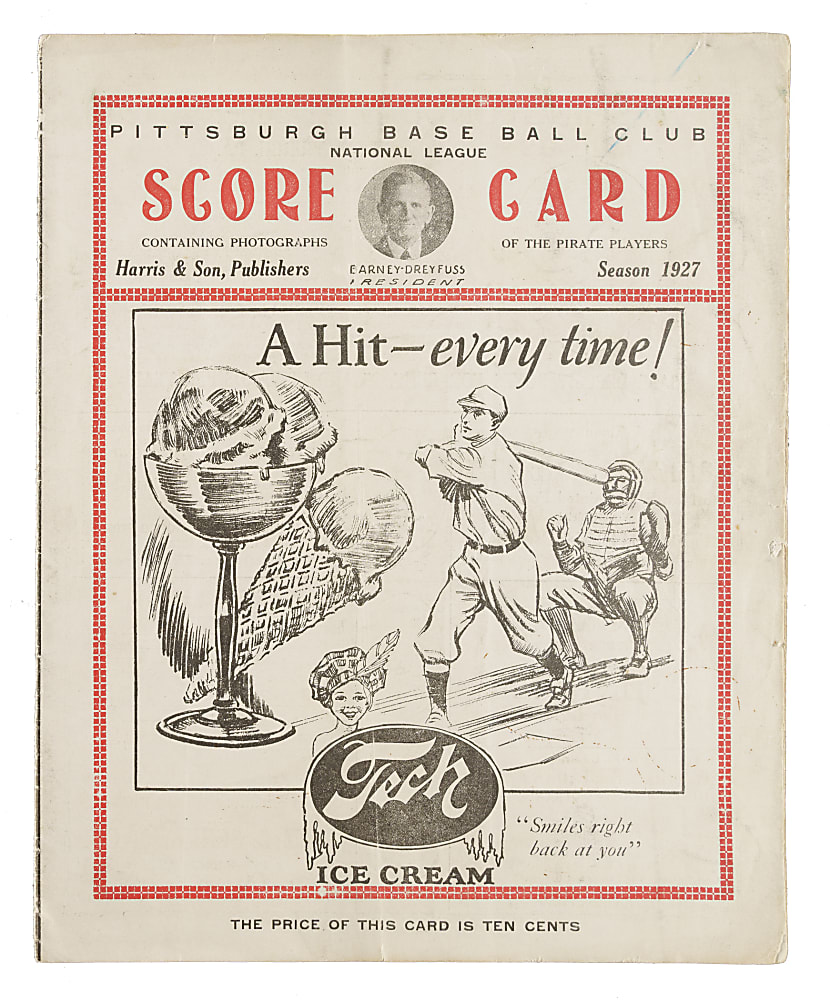 PITTSBURGH BASE BALL CLUB
NATIONAL LEAGUE
SCORE CARD
CONTAINING PHOTOGRAPHS OF THE PIRATE PLAYERS
Harris & Son, Publishers
BARNEY-DREYFUSS
PRESIDENT
Season 1927
A Hit—every time!
Tech
ICE CREAM
"Smiles right
back at you"
THE PRICE OF THIS CARD IS TEN CENTS